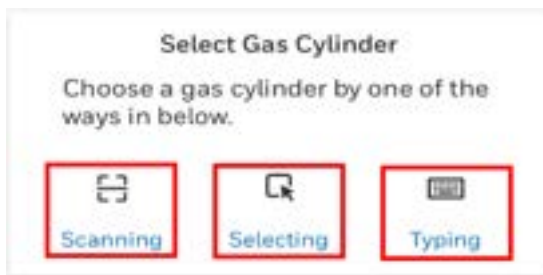 Select Gas Cylinder
Choose a gas cylinder by one of the
ways in below.
Scanning Selecting Typing